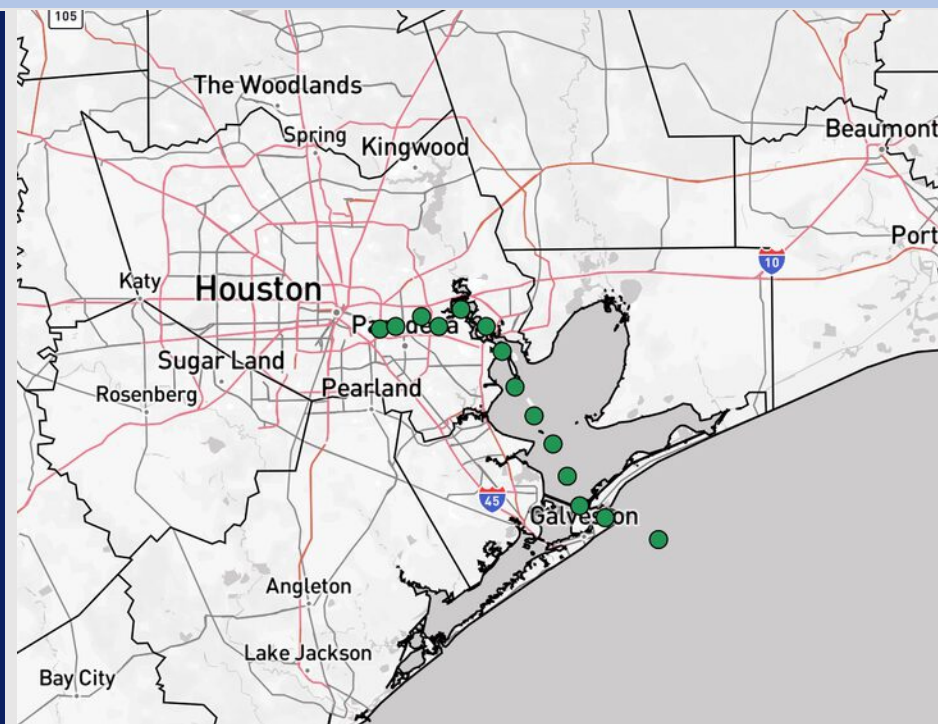 105
The Woodlands
Spring
Kingwood
Beaumont
Port
10
Katy
Houston
Sugar Land
Rosenberg
Pearland
45
Galveston
Angleton
Lake Jackson
Bay City